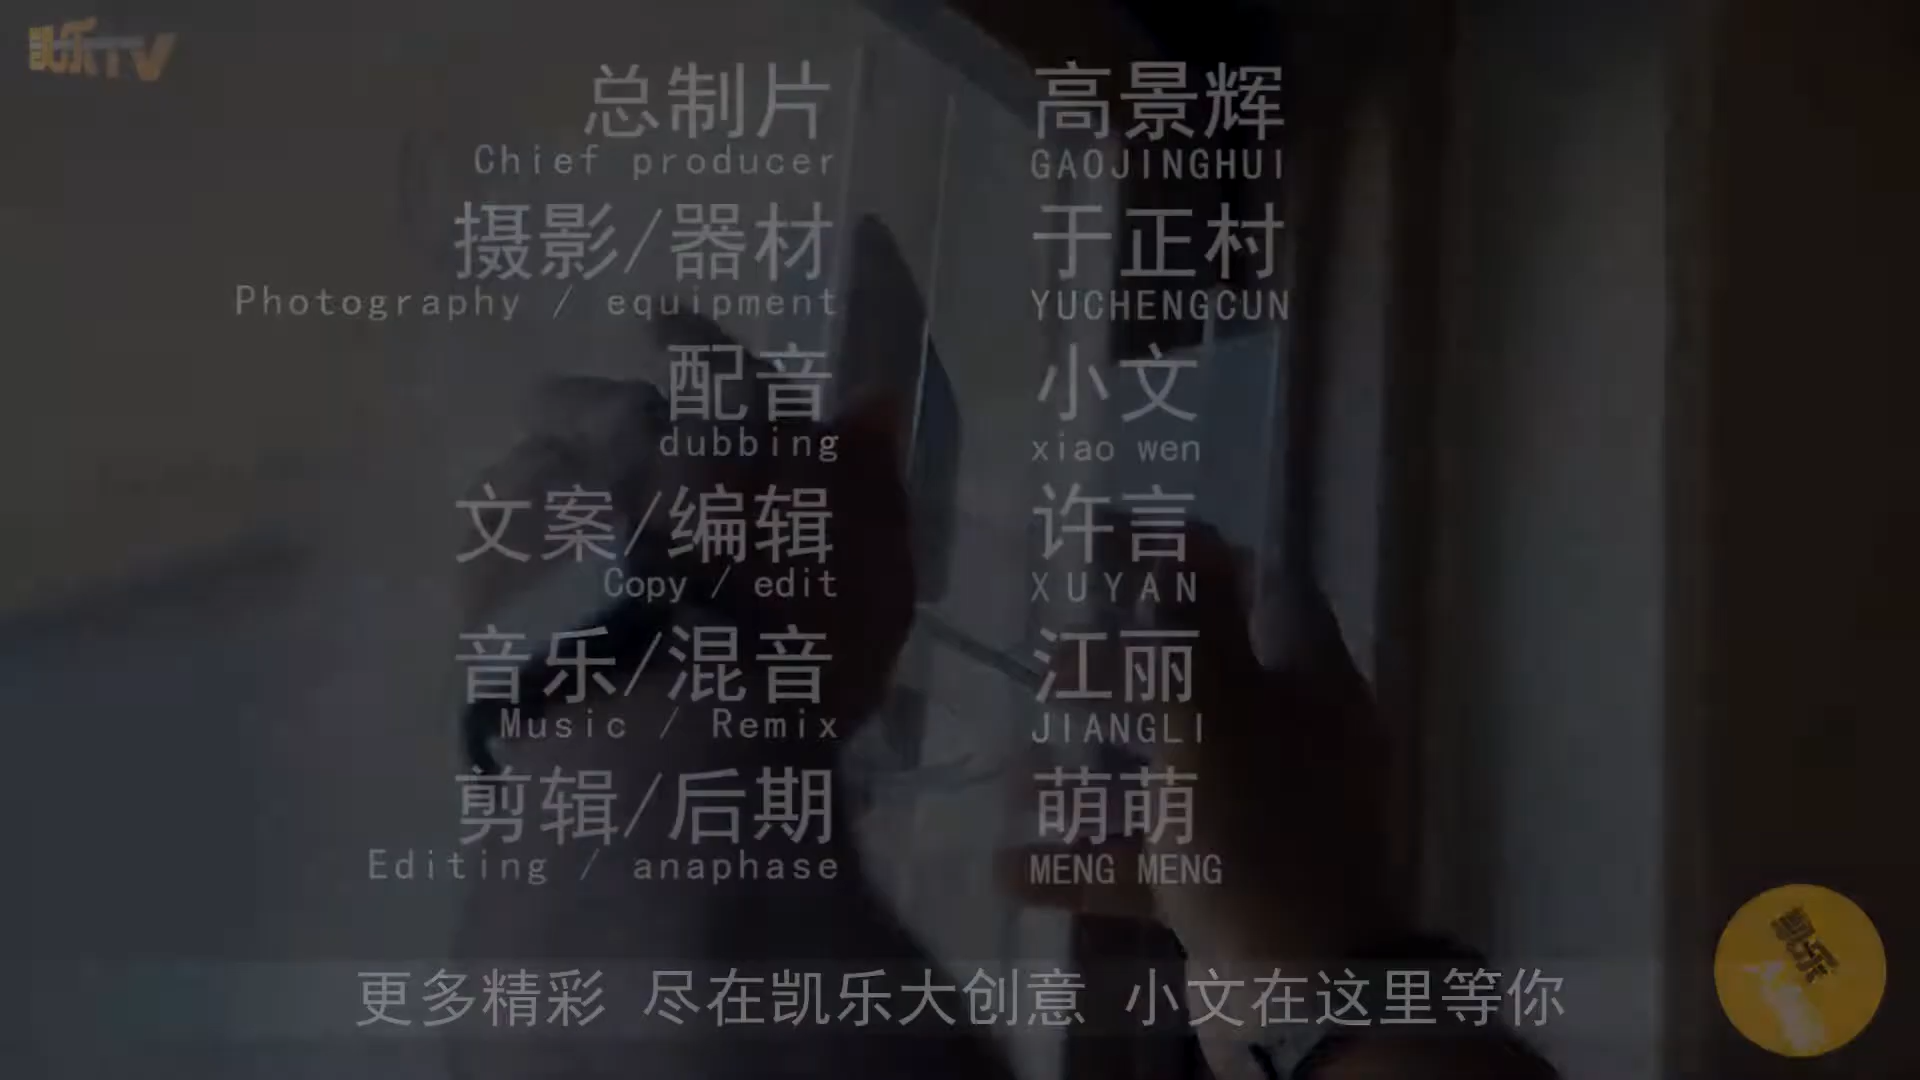 凯乐TV
总制片 高景辉
Chief producer GAOJINGHUI
摄影/器材 于正村
Photography / equipment YUCHENGCUN
配音 小文
dubbing xiao wen
文案/编辑 许言
Copy / edit XUYAN
音乐/混音 江丽
Music / Remix JIANGLI
剪辑/后期 萌萌
Editing / anaphase MENG MENG
更多精彩 尽在凯乐大创意 小文在这里等你
凯乐